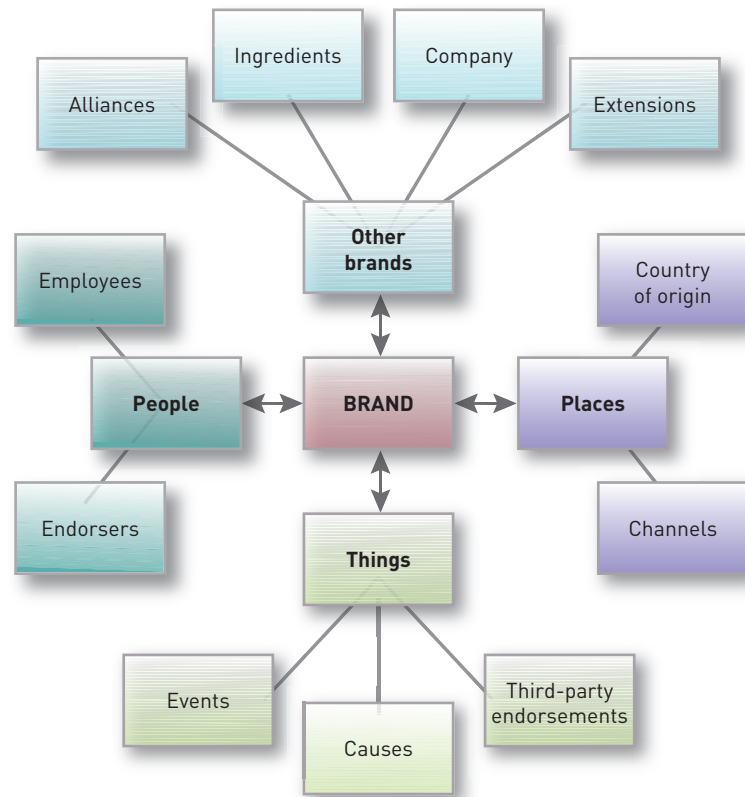 Ingredients
Company
Alliances
Extensions
Other
brands
Employees
Country
of origin
People
BRAND
Places
Endorsers
Channels
Things
Events
Causes
Third-party
endorsements